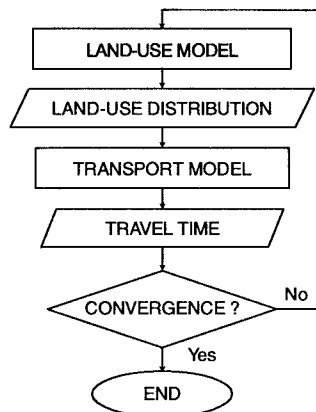 LAND-USE MODEL
LAND-USE DISTRIBUTION
TRANSPORT MODEL
TRAVEL TIME
CONVERGENCE ?
No
Yes
END